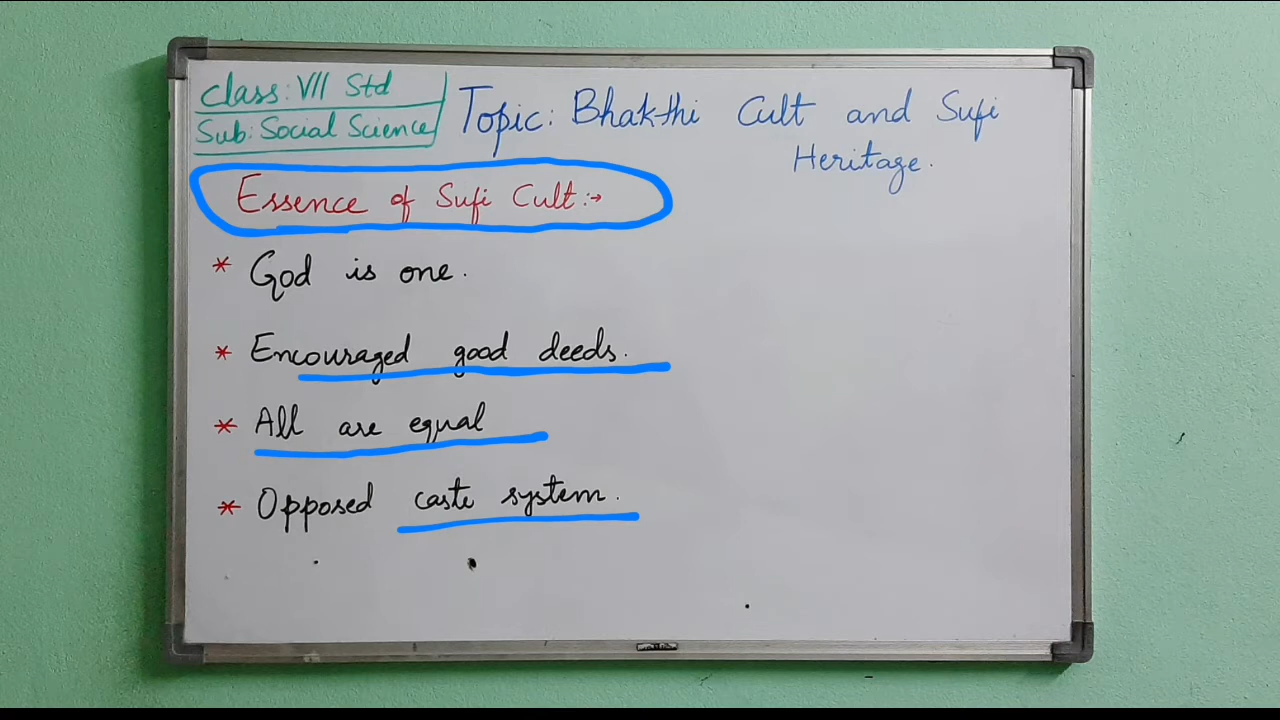 Class: VII Std
Sub: Social Science
Topic: Bhakthi Cult and Sufi
Heritage.
Essence of Sufi Cult :→
* God is one.
* Encouraged good deeds.
* All are equal
* Opposed caste system.